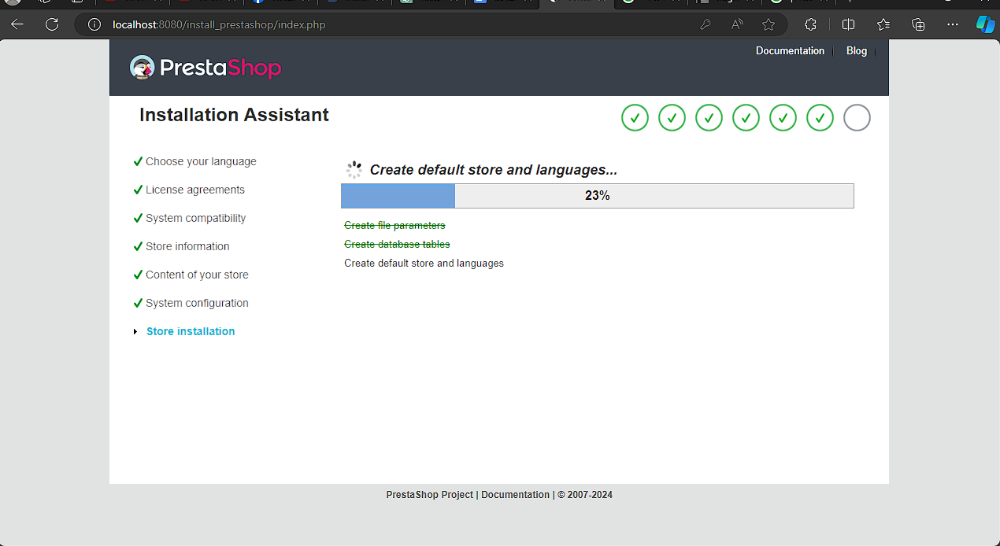 localhost:8080/install_prestashop/index.php
Documentation
Blog
PrestaShop
Installation Assistant
Choose your language
License agreements
System compatibility
Store information
Content of your store
System configuration
Store installation
Create default store and languages...
23%
Create file parameters
Create database tables
Create default store and languages
PrestaShop Project | Documentation | © 2007-2024